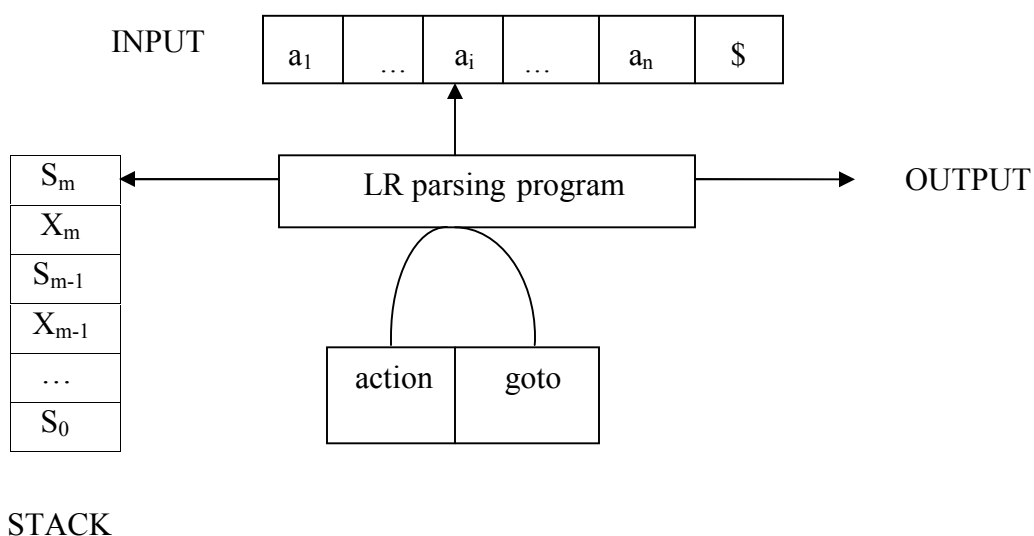 INPUT
a₁ … aᵢ … aₙ $
LR parsing program
OUTPUT
Sₘ
Xₘ
Sₘ₋₁
Xₘ₋₁
…
S₀
action goto
STACK